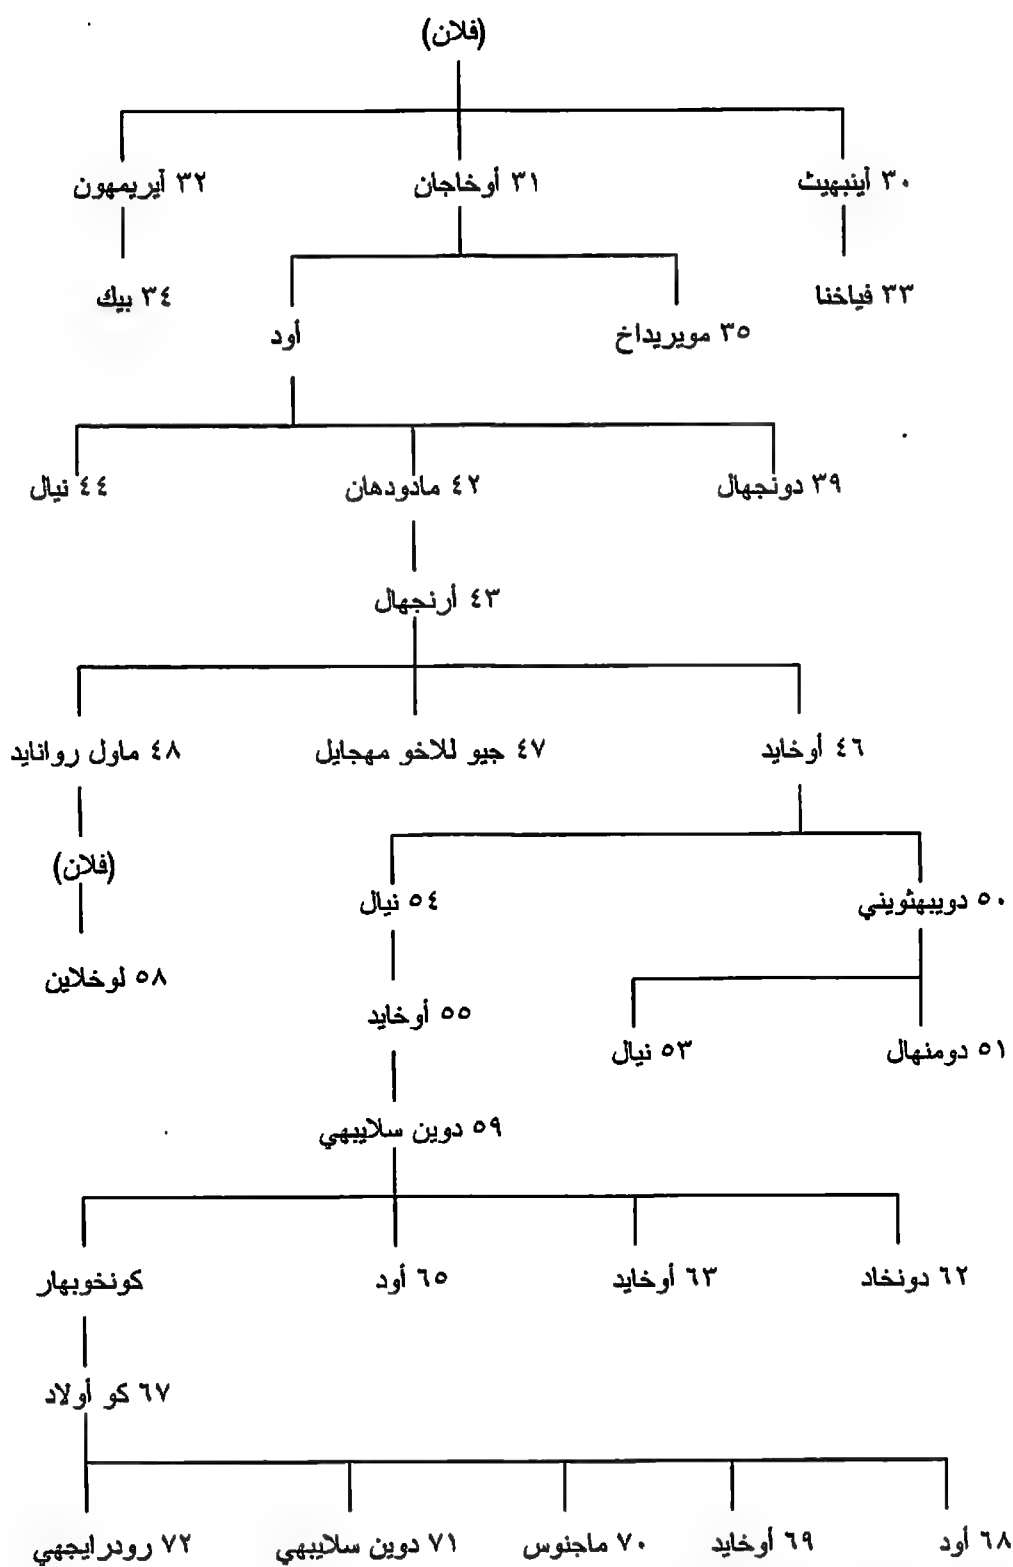 (فلان)
٣٠ أينبهيث ٣١ أوخاجان ٣٢ آيريمهون
٣٣ فياخنا ٣٤ بيك
٣٥ مويريداخ أود
٣٩ دونجهال ٤٢ مادودهان ٤٤ نيال
٤٣ أرنجهال
٤٦ أوخايد ٤٧ جيو للاخو مهجايل ٤٨ ماول روانايد
(فلان)
٥٠ دويبهثويني ٥٤ نيال
٥٨ لوخلاين
٥٥ أوخايد
٥١ دومنهال ٥٣ نيال
٥٩ دوين سلايبهي
٦٢ دونخاد ٦٣ أوخايد ٦٥ أود كونخوبهار
٦٧ كو أولاد
٦٨ أود ٦٩ أوخايد ٧٠ ماجنوس ٧١ دوين سلايبهي ٧٢ رودرايجهي